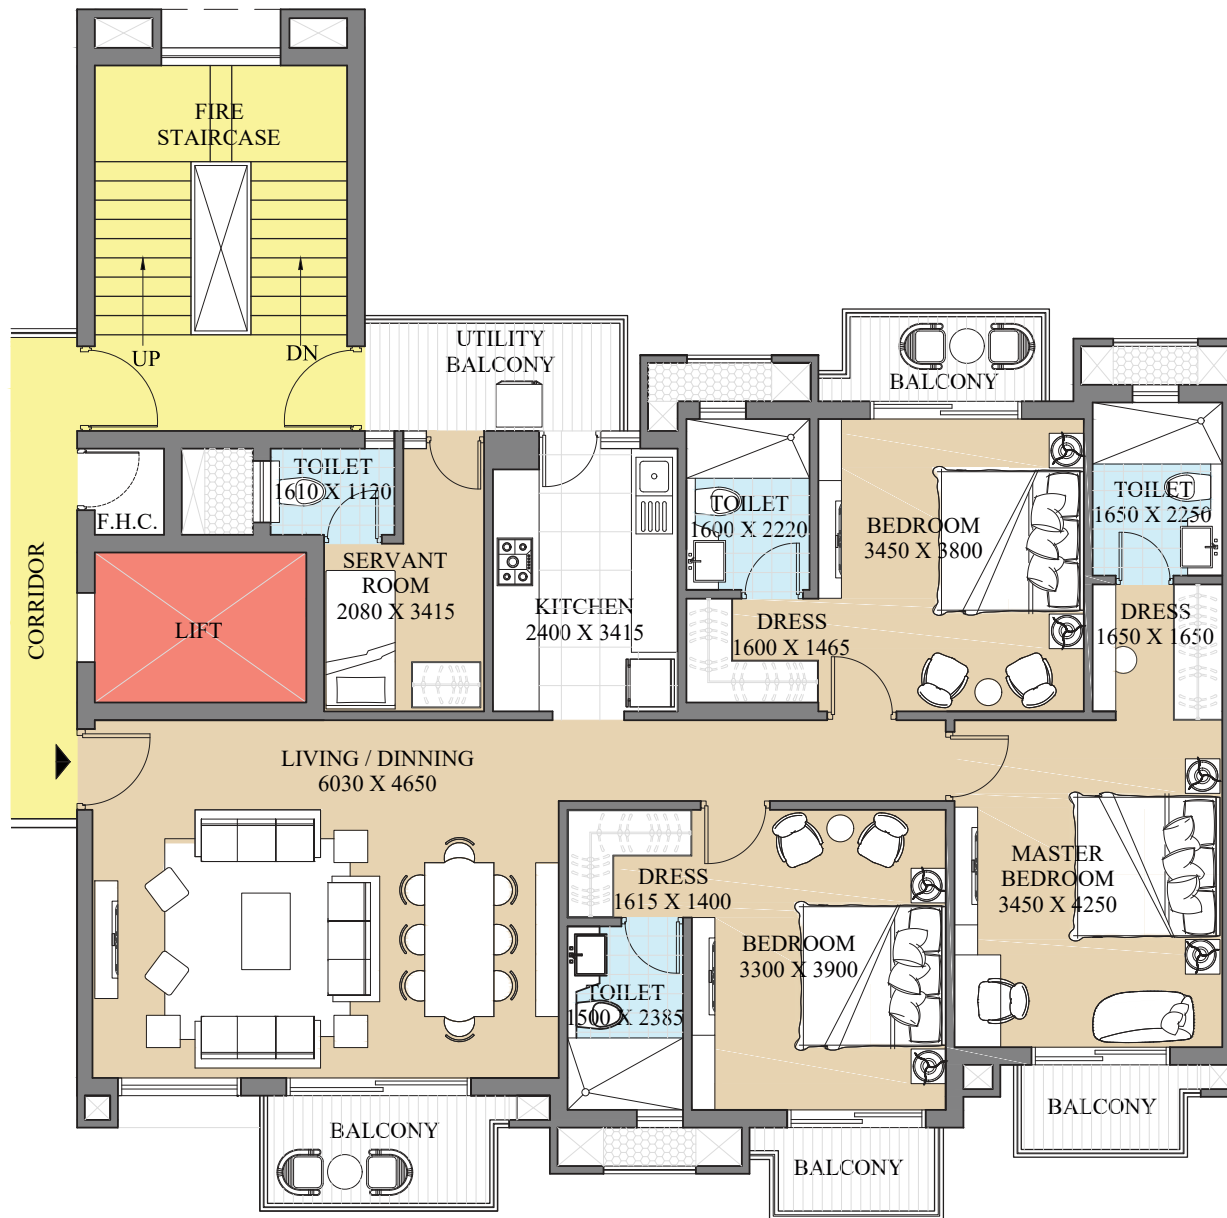 FIRE
STAIRCASE
UP
DN
UTILITY
BALCONY
BALCONY
TOILET
1610 X 1120
F.H.C.
TOILET
1600 X 2220
BEDROOM
3450 X 3800
TOILET
1650 X 2250
CORRIDOR
LIFT
SERVANT
ROOM
2080 X 3415
KITCHEN
2400 X 3415
DRESS
1600 X 1465
DRESS
1650 X 1650
LIVING / DINNING
6030 X 4650
DRESS
1615 X 1400
MASTER
BEDROOM
3450 X 4250
BEDROOM
3300 X 3900
TOILET
1500 X 2385
BALCONY
BALCONY
BALCONY